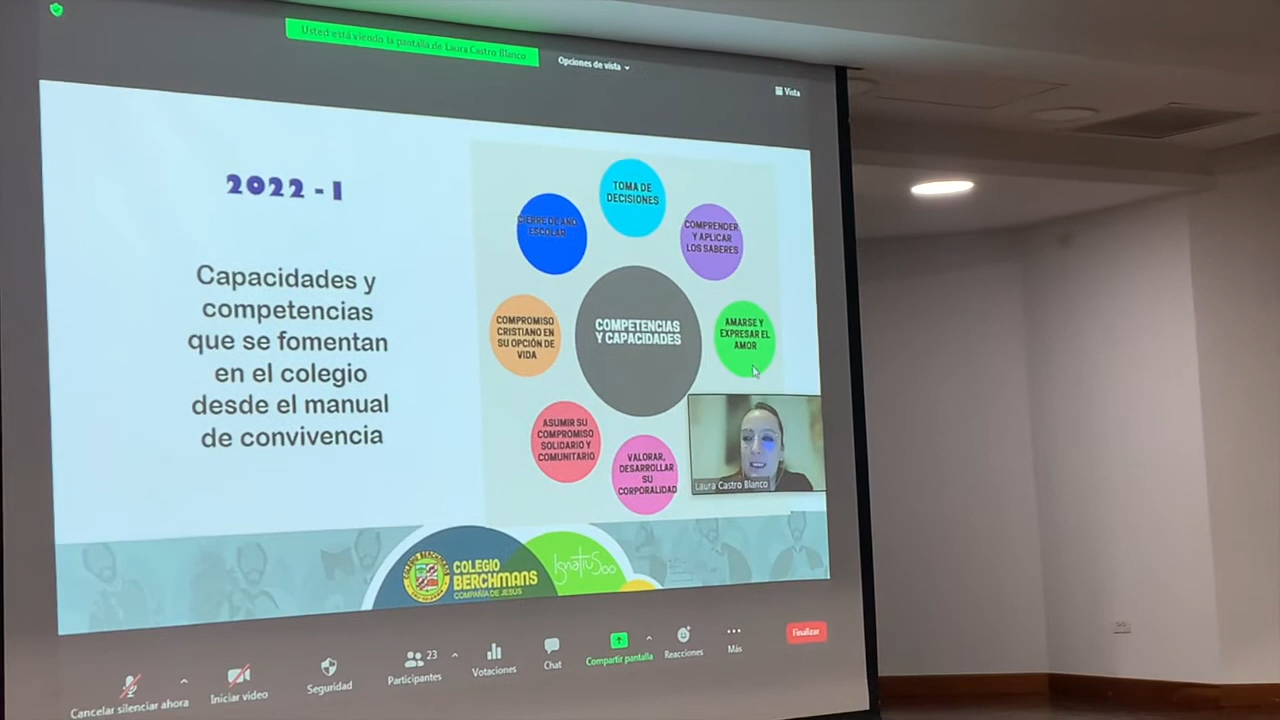 Usted está viendo la pantalla de Laura Castro Blanco
Opciones de vista
Vista
2022 - I
Capacidades y
competencias
que se fomentan
en el colegio
desde el manual
de convivencia
TOMA DE
DECISIONES
COMPRENDER
Y APLICAR
LOS SABERES
AMARSE Y
EXPRESAR EL
AMOR
VALORAR,
DESARROLLAR
SU
CORPORALIDAD
ASUMIR SU
COMPROMISO
SOLIDARIO Y
COMUNITARIO
COMPROMISO
CRISTIANO EN
SU OPCIÓN DE
VIDA
ESCOLAR
COMPETENCIAS
Y CAPACIDADES
Laura Castro Blanco
COLEGIO
BERCHMANS
COMPAÑÍA DE JESÚS
Ignatius500
Cancelar silenciar ahora
Iniciar video
Seguridad
Participantes
23
Votaciones
Chat
Compartir pantalla
Reacciones
Más
Finalizar